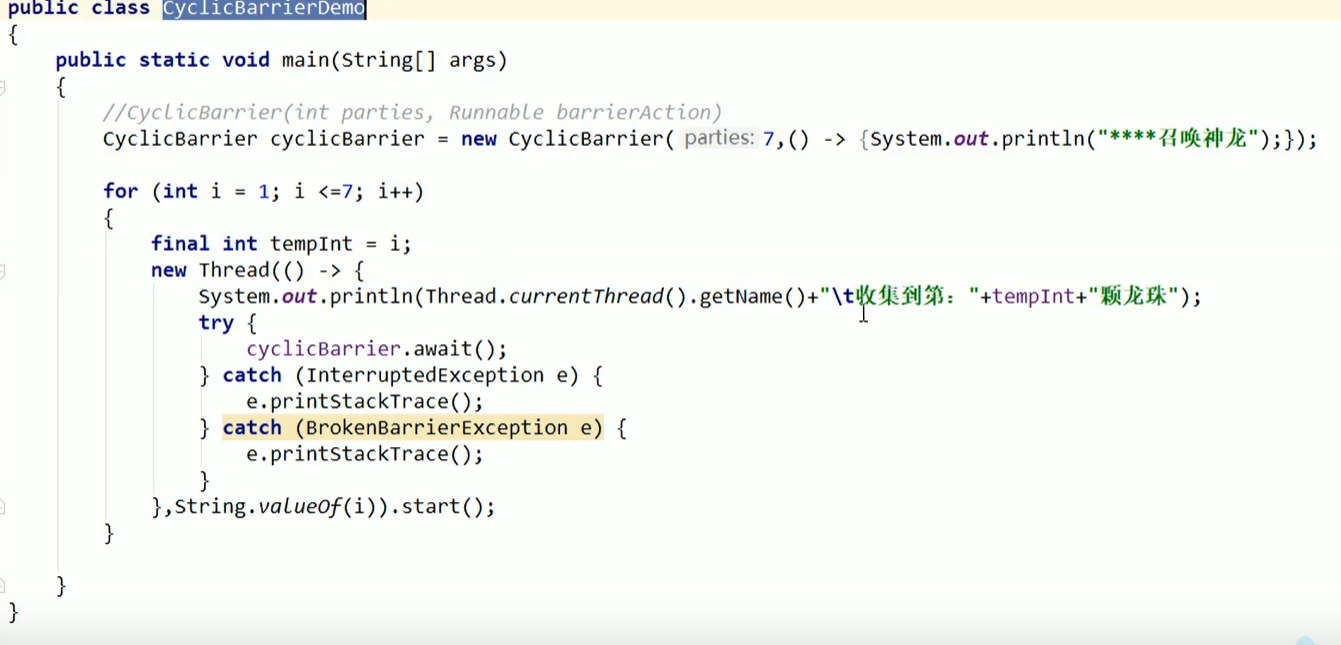 public class CyclicBarrierDemo
{
    public static void main(String[] args)
    {
        //CyclicBarrier(int parties, Runnable barrierAction)
        CyclicBarrier cyclicBarrier = new CyclicBarrier( parties: 7,() -> {System.out.println("****召唤神龙");});

        for (int i = 1; i <=7; i++)
        {
            final int tempInt = i;
            new Thread(() -> {
                System.out.println(Thread.currentThread().getName()+"\t收集到第："+tempInt+"颗龙珠");
                try {
                    cyclicBarrier.await();
                } catch (InterruptedException e) {
                    e.printStackTrace();
                } catch (BrokenBarrierException e) {
                    e.printStackTrace();
                }
            },String.valueOf(i)).start();
        }

    }
}